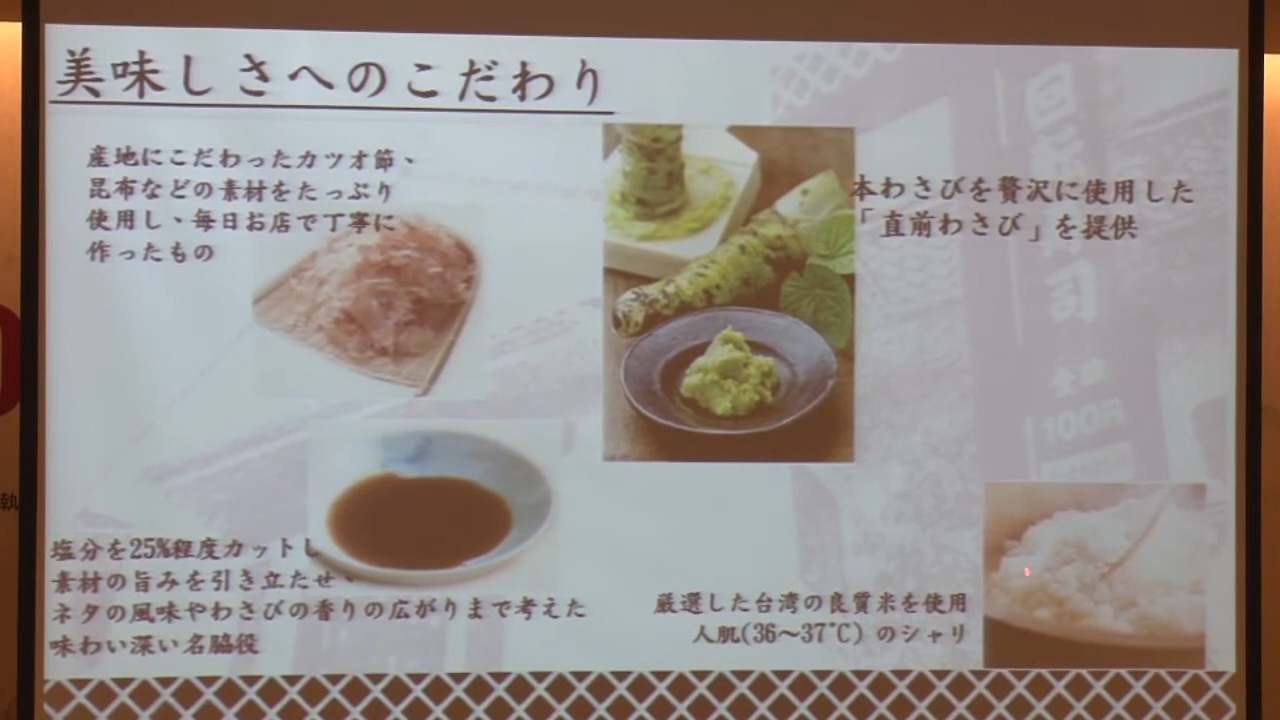 美味しさへのこだわり
産地にこだわったカツオ節、
昆布などの素材をたっぷり
使用し、毎日お店で丁寧に
作ったもの
本わさびを贅沢に使用した
「直前わさび」を提供
塩分を25%程度カットし
素材の旨みを引き立たせ、
ネタの風味やわさびの香りの広がりまで考えた
味わい深い名脇役
厳選した台湾の良質米を使用
人肌(36～37℃) のシャリ
司
100円
執